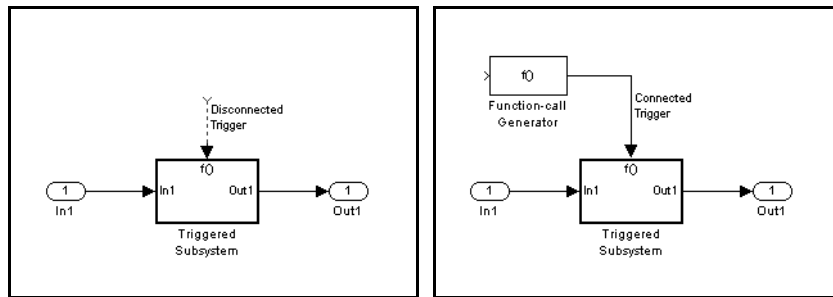 Disconnected
Trigger
f()
1
In1
Out1
1
In1
Out1
Triggered
Subsystem
f()
Function-call
Generator
Connected
Trigger
f()
1
In1
Out1
1
In1
Out1
Triggered
Subsystem